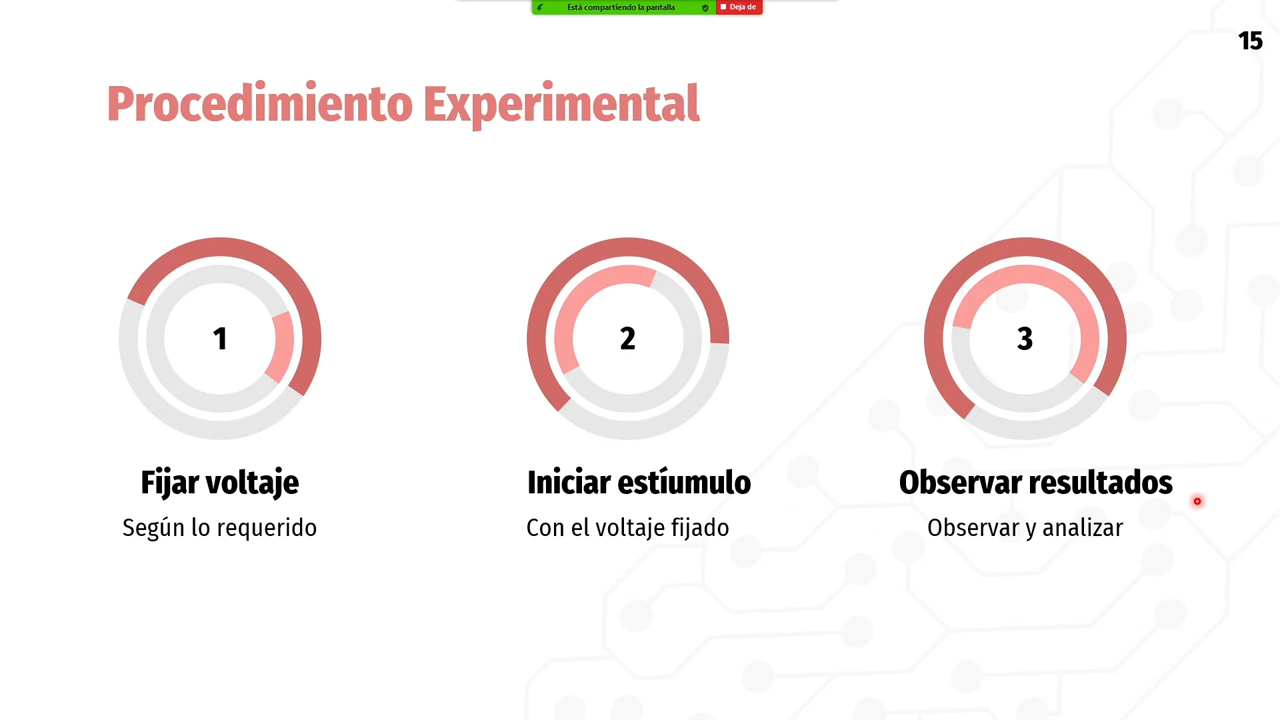 Está compartiendo la pantalla
Deja de
15
Procedimiento Experimental
1
2
3
Fijar voltaje
Iniciar estíumulo
Observar resultados
Según lo requerido
Con el voltaje fijado
Observar y analizar